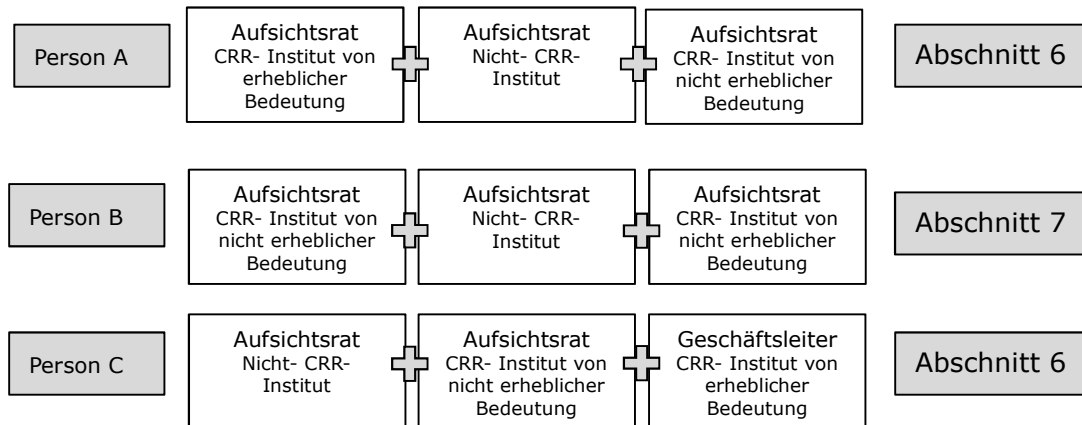 Person A
Aufsichtsrat
CRR- Institut von
erheblicher
Bedeutung
Aufsichtsrat
Nicht- CRR-
Institut
Aufsichtsrat
CRR- Institut von
nicht erheblicher
Bedeutung
Abschnitt 6
Person B
Aufsichtsrat
CRR- Institut von
nicht erheblicher
Bedeutung
Aufsichtsrat
Nicht- CRR-
Institut
Aufsichtsrat
CRR- Institut von
nicht erheblicher
Bedeutung
Abschnitt 7
Person C
Aufsichtsrat
Nicht- CRR-
Institut
Aufsichtsrat
CRR- Institut von
nicht erheblicher
Bedeutung
Geschäftsleiter
CRR- Institut von
erheblicher
Bedeutung
Abschnitt 6